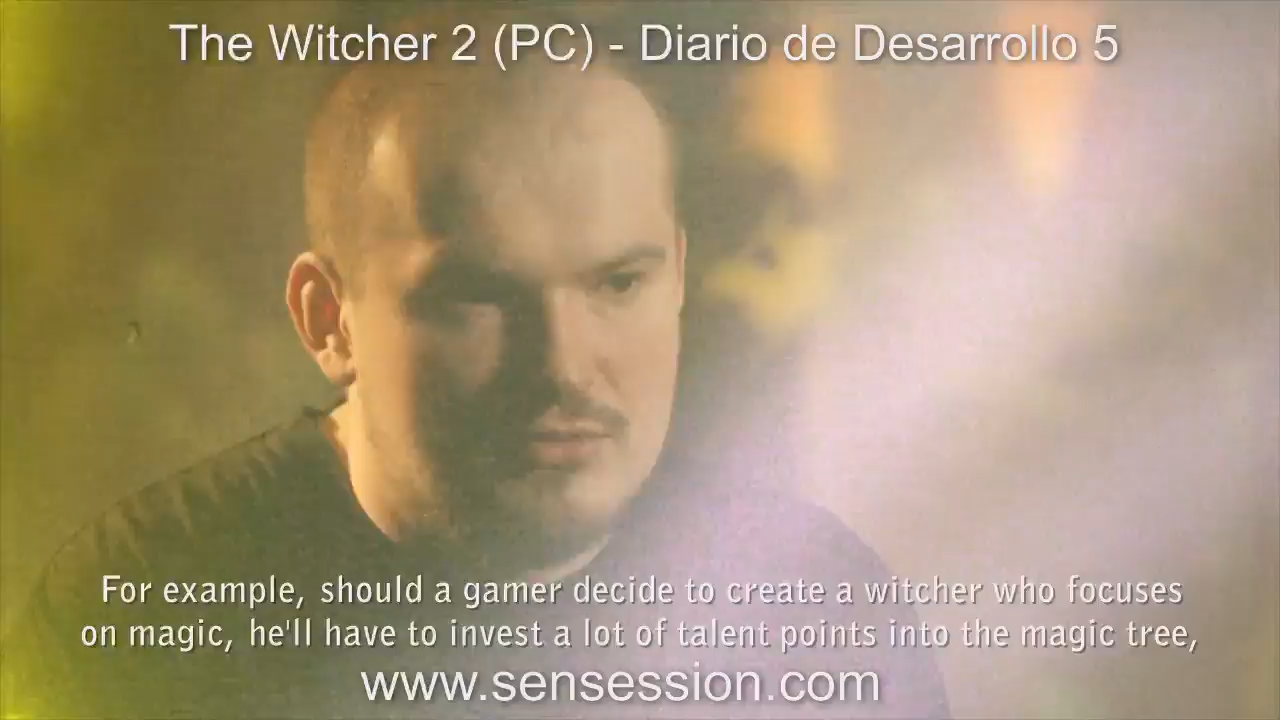 The Witcher 2 (PC) - Diario de Desarrollo 5
For example, should a gamer decide to create a witcher who focuses
on magic, he'll have to invest a lot of talent points into the magic tree,
www.sensession.com